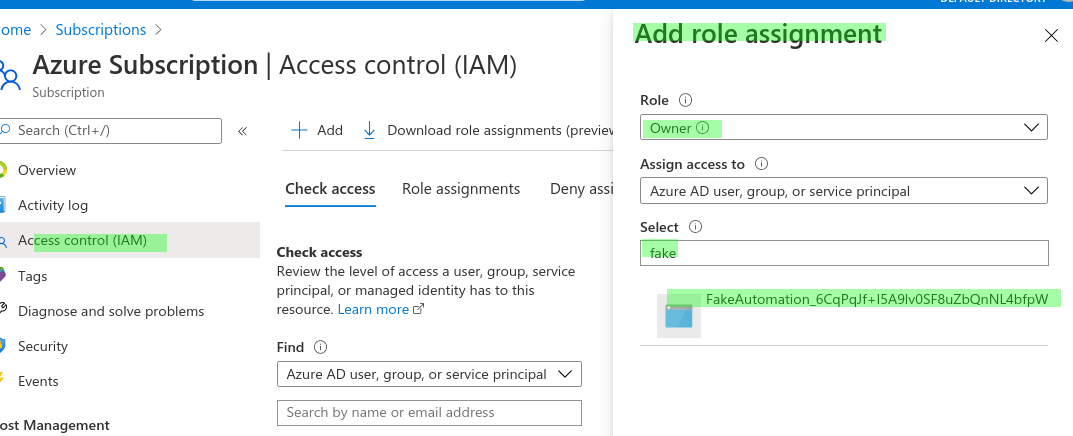 ome > Subscriptions >
Azure Subscription | Access control (IAM)
Subscription
Search (Ctrl+/)
«
Overview
Activity log
Access control (IAM)
Tags
Diagnose and solve problems
Security
Events
ost Management
+ Add
Download role assignments (preview
Check access
Role assignments
Deny assi
Check access
Review the level of access a user, group, service
principal, or managed identity has to this
resource. Learn more
Find
Azure AD user, group, or service principal
Search by name or email address
DEFAULT DIRECTORY
Add role assignment
Role
Owner
Assign access to
Azure AD user, group, or service principal
Select
fake
FakeAutomation_6CqPqJf+I5A9lv0SF8uZbQnNL4bfpW